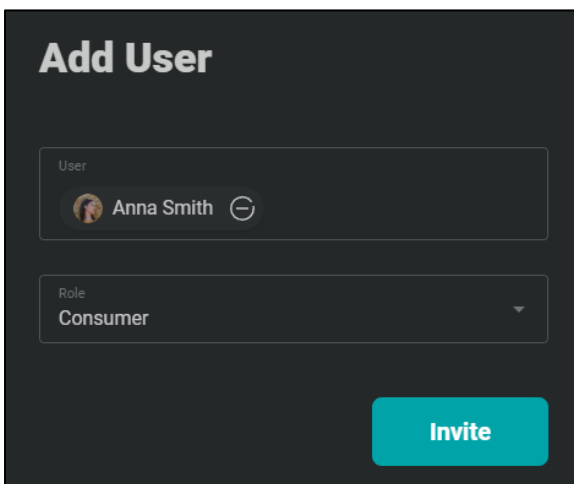 Add User
User
Anna Smith
Role
Consumer
Invite